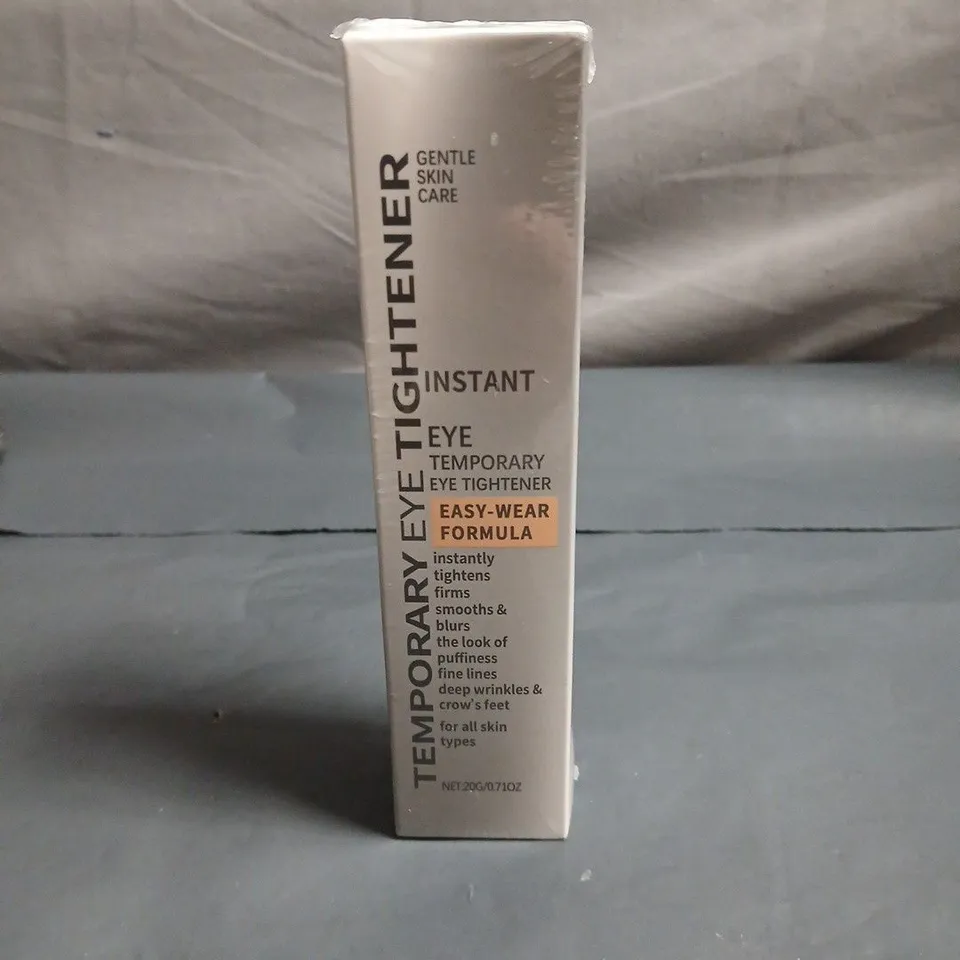 TEMPORARY EYE TIGHTENER
GENTLE
SKIN
CARE
INSTANT
EYE
TEMPORARY
EYE TIGHTENER
EASY-WEAR
FORMULA
instantly
tightens
firms
smooths &
blurs
the look of
puffiness
fine lines
deep wrinkles &
crow's feet
for all skin
types
NET.20G/0.71OZ